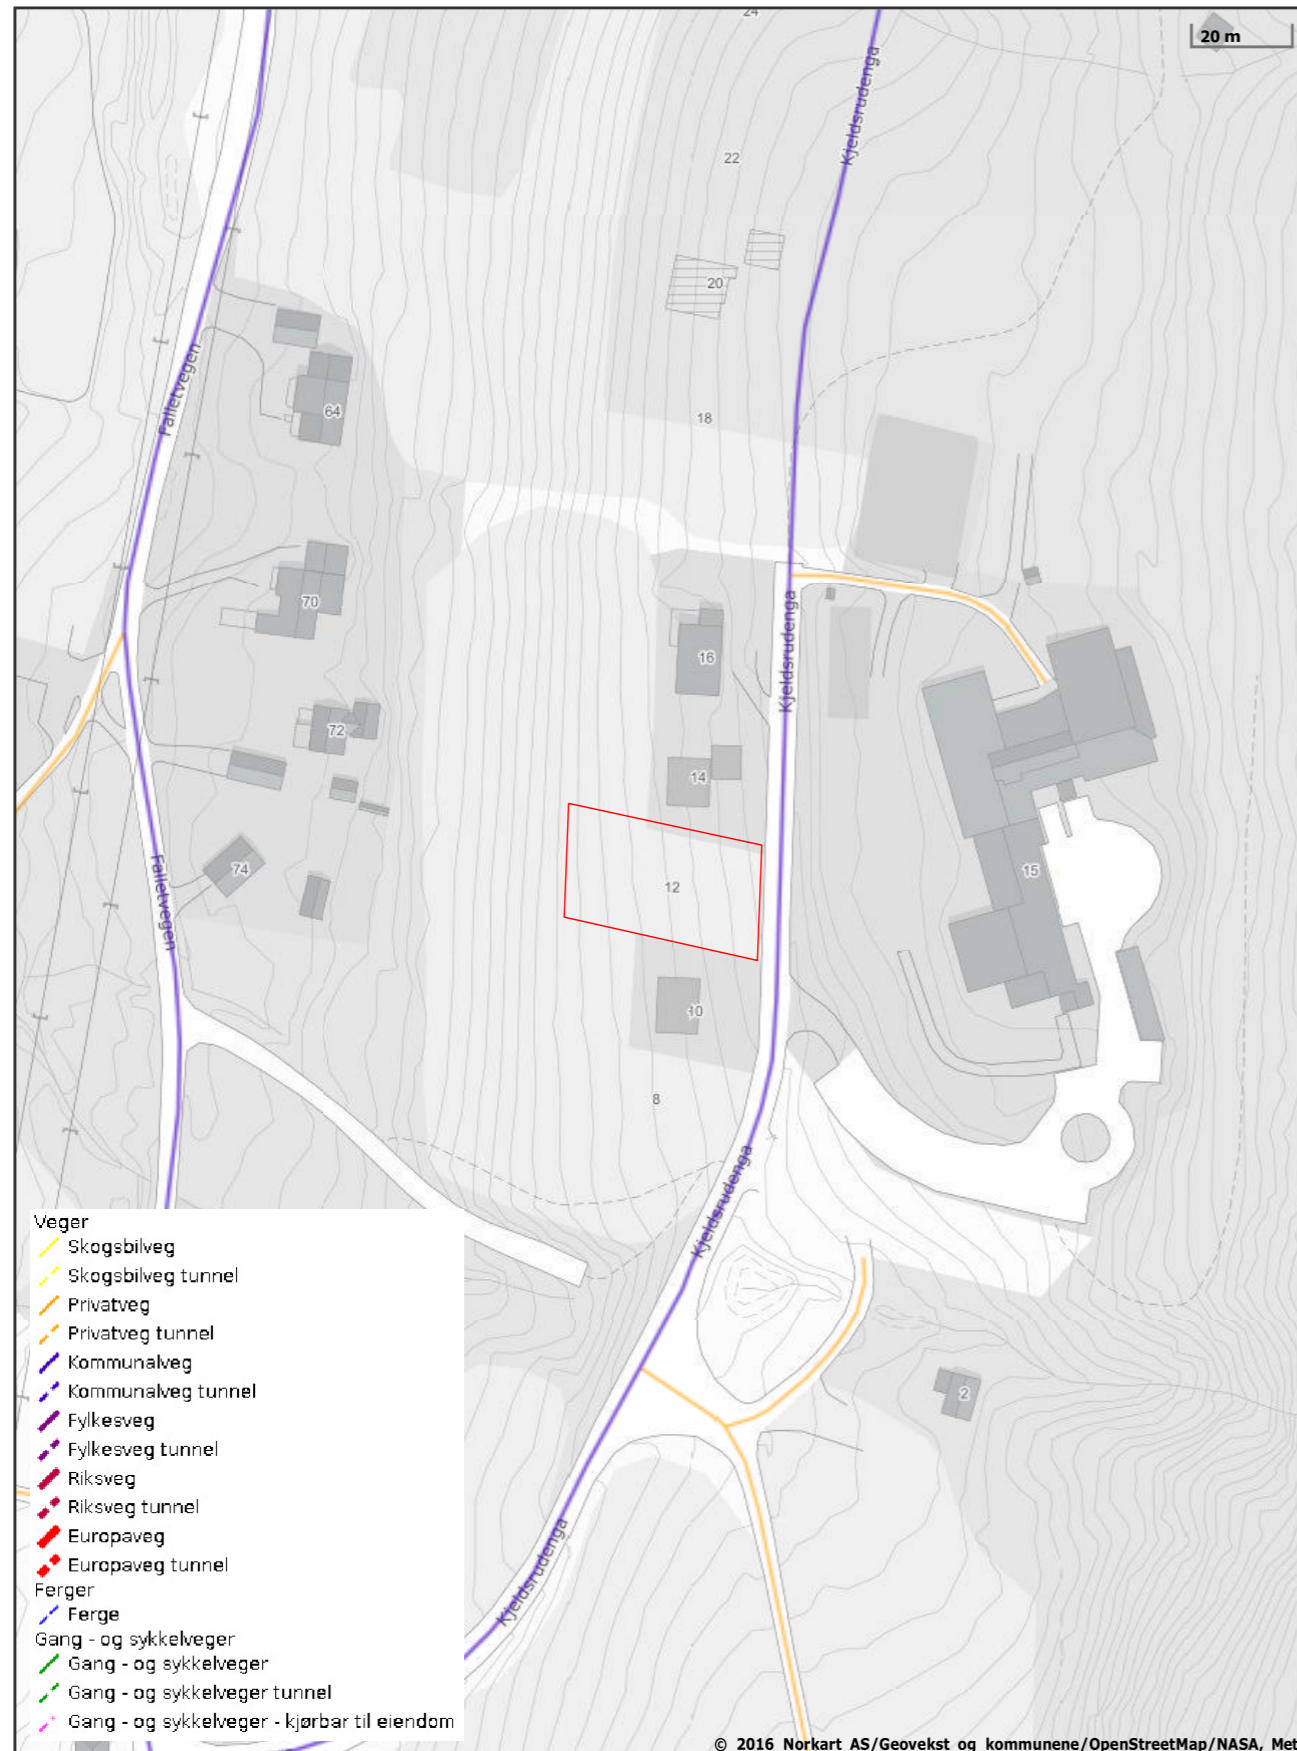 24
20 m
Kjeldsrudenga
22
20
Falletvegen
64
18
70
Kjeldsrudenga
16
72
14
74
12
15
Falletvegen
10
8
Kjeldsrudenga
2
Kjeldsrudenga
Veger
Skogsbilveg
Skogsbilveg tunnel
Privatveg
Privatveg tunnel
Kommunalveg
Kommunalveg tunnel
Fylkesveg
Fylkesveg tunnel
Riksveg
Riksveg tunnel
Europaveg
Europaveg tunnel
Ferger
Ferge
Gang - og sykkelveger
Gang - og sykkelveger
Gang - og sykkelveger tunnel
Gang - og sykkelveger - kjørbar til eiendom
© 2016 Norkart AS/Geovekst og kommunene/OpenStreetMap/NASA, Met